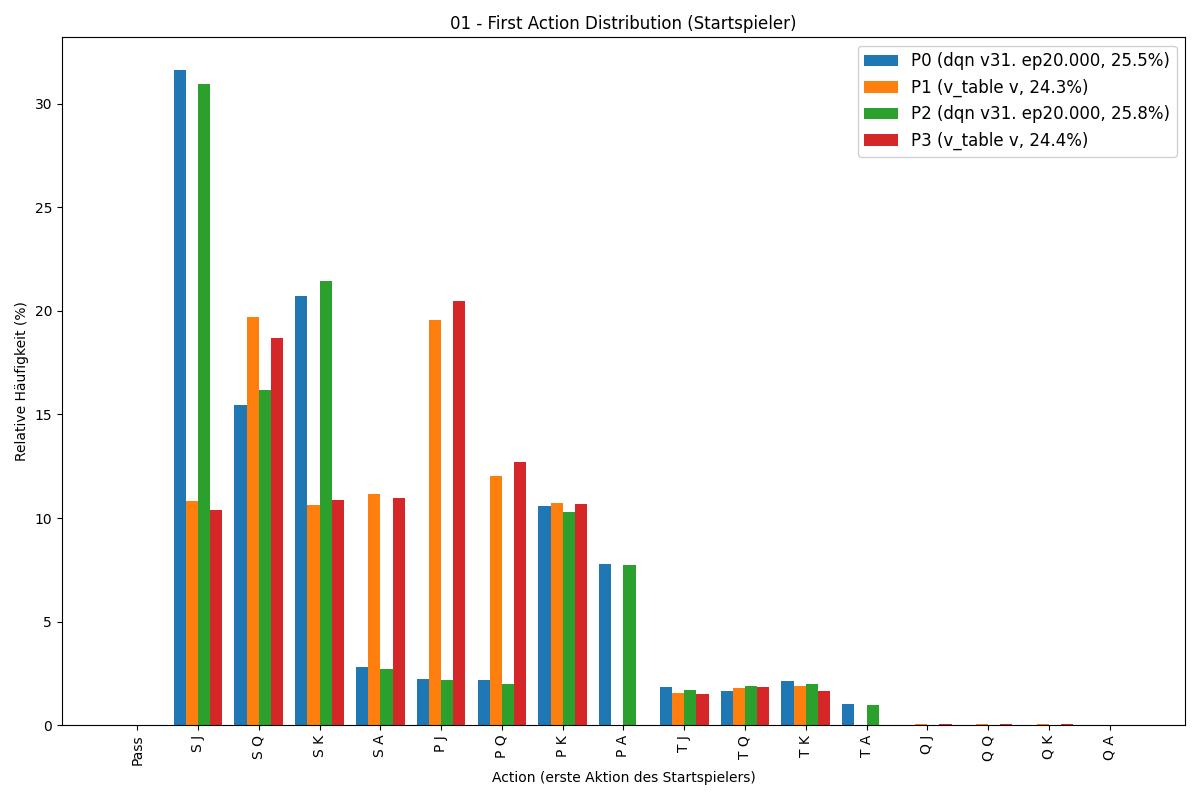 01 - First Action Distribution (Startspieler)
P0 (dqn v31. ep20.000, 25.5%)
P1 (v_table v, 24.3%)
P2 (dqn v31. ep20.000, 25.8%)
P3 (v_table v, 24.4%)
Relative Häufigkeit (%)
30
25
20
15
10
5
0
Pass
S J
S Q
S K
S A
P J
P Q
P K
P A
T J
T Q
T K
T A
Q J
Q Q
Q K
Q A
Action (erste Aktion des Startspielers)